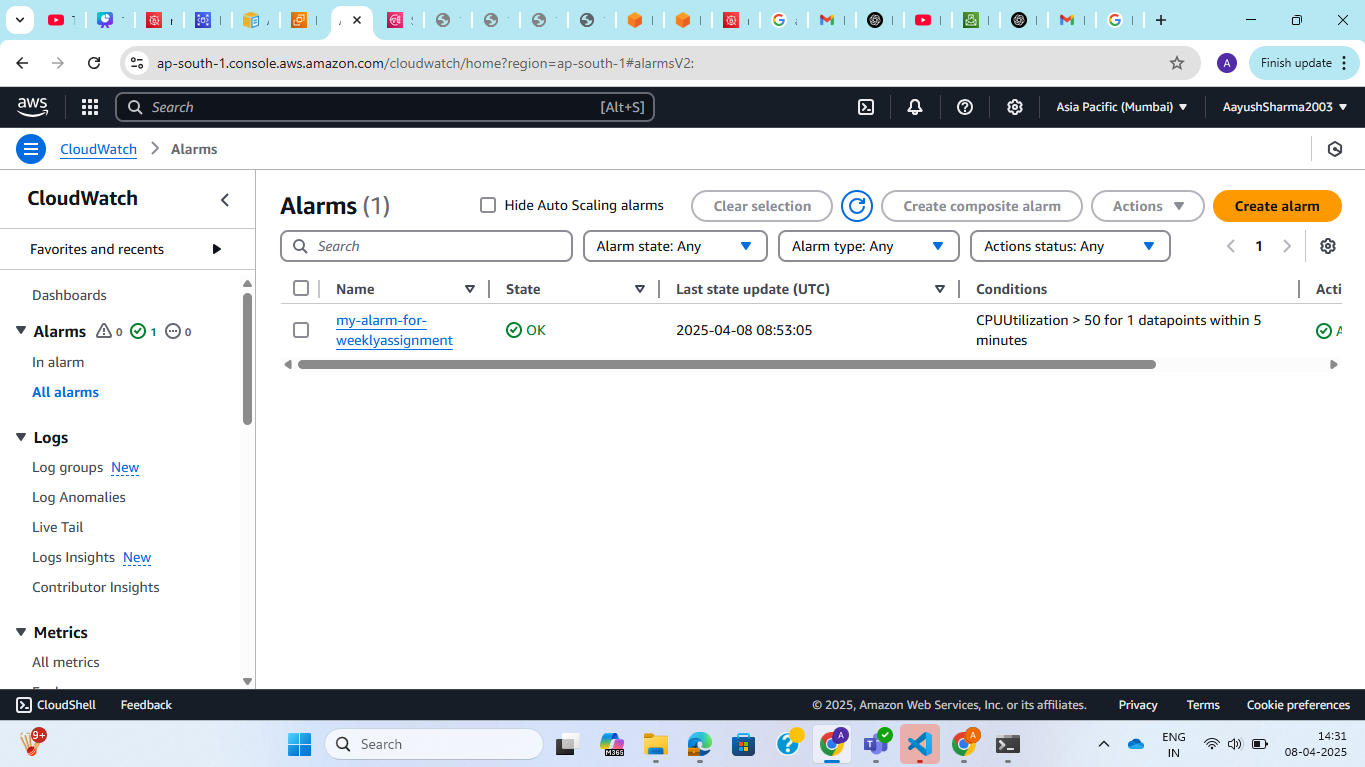 ap-south-1.console.aws.amazon.com/cloudwatch/home?region=ap-south-1#alarmsV2:
A
Finish update
aws
Search
[Alt+S]
Asia Pacific (Mumbai)
AayushSharma2003
CloudWatch
Alarms
CloudWatch
Favorites and recents
Dashboards
Alarms 0 1 0
In alarm
All alarms
Logs
Log groups New
Log Anomalies
Live Tail
Logs Insights New
Contributor Insights
Metrics
All metrics
Alarms (1)
Hide Auto Scaling alarms
Clear selection
Create composite alarm
Actions
Create alarm
Search
Alarm state: Any
Alarm type: Any
Actions status: Any
1
Name
State
Last state update (UTC)
Conditions
Acti
my-alarm-for-
weeklyassignment
OK
2025-04-08 08:53:05
CPUUtilization > 50 for 1 datapoints within 5
minutes
CloudShell
Feedback
© 2025, Amazon Web Services, Inc. or its affiliates.
Privacy
Terms
Cookie preferences
9+
Search
M365
A
A
ENG
IN
14:31
08-04-2025